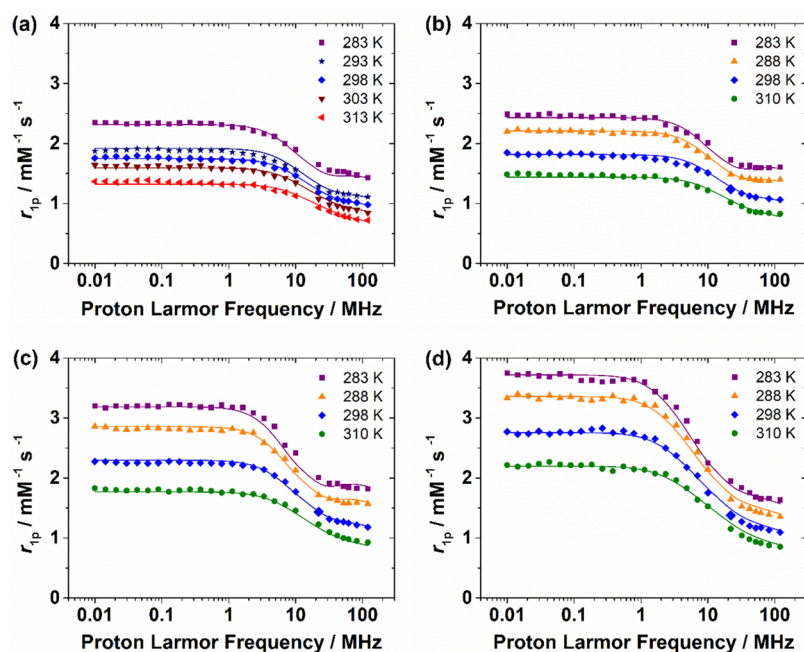 (a)
4
3
2
1
0
283 K
293 K
298 K
303 K
313 K
r1p / mM⁻¹ s⁻¹
0.01 0.1 1 10 100
Proton Larmor Frequency / MHz
(b)
4
3
2
1
0
283 K
288 K
298 K
310 K
r1p / mM⁻¹ s⁻¹
0.01 0.1 1 10 100
Proton Larmor Frequency / MHz
(c)
4
3
2
1
0
283 K
288 K
298 K
310 K
r1p / mM⁻¹ s⁻¹
0.01 0.1 1 10 100
Proton Larmor Frequency / MHz
(d)
4
3
2
1
0
283 K
288 K
298 K
310 K
r1p / mM⁻¹ s⁻¹
0.01 0.1 1 10 100
Proton Larmor Frequency / MHz